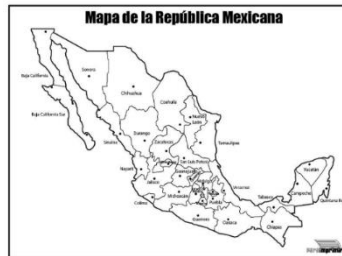 Mapa de la República Mexicana
Baja California
Sonora
Chihuahua
Coahuila
Baja California Sur
Nuevo
León
Sinaloa
Durango
Zacatecas
Tamaulipas
San Luis Potosí
Nayarit
Jalisco
Guanajuato
Yucatán
Colima
Michoacán
Veracruz
Puebla
Tabasco
Campeche
Quintana Roo
Guerrero
Oaxaca
Chiapas